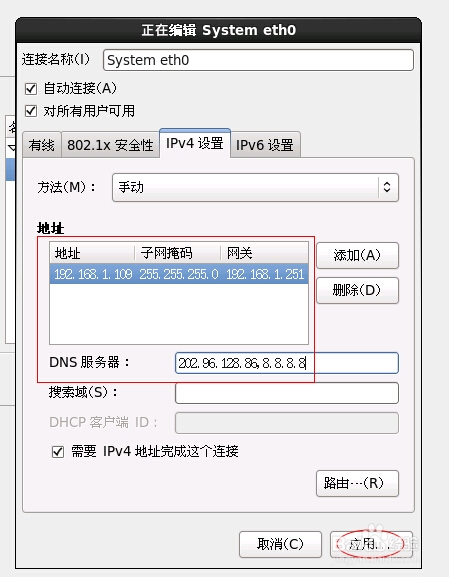 正在编辑 System eth0
连接名称(I) System eth0
自动连接(A)
对所有用户可用
有线 802.1x 安全性 IPv4 设置 IPv6 设置
方法(M)： 手动
地址
地址 子网掩码 网关
192.168.1.109 255.255.255.0 192.168.1.251
添加(A)
删除(D)
DNS 服务器： 202.96.128.86,8.8.8.8
搜索域(S)：
DHCP 客户端 ID：
需要 IPv4 地址完成这个连接
路由…(R)
取消(C) 应用...